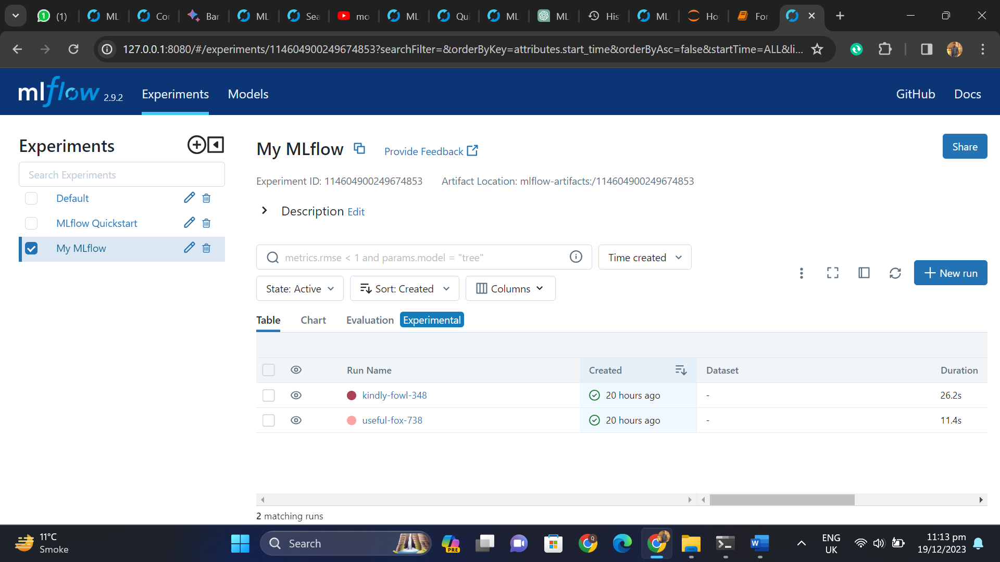 (1) ML Cor Bar ML Sea mo ML Qui ML ML His ML Ho For
127.0.0.1:8080/#/experiments/114604900249674853?searchFilter=&orderByKey=attributes.start_time&orderByAsc=false&startTime=ALL&li...
mlflow 2.9.2 Experiments Models GitHub Docs
Experiments
Search Experiments
Default
MLflow Quickstart
My MLflow
My MLflow Provide Feedback Share
Experiment ID: 114604900249674853 Artifact Location: mlflow-artifacts:/114604900249674853
Description Edit
metrics.rmse < 1 and params.model = "tree" Time created
State: Active Sort: Created Columns
New run
Table Chart Evaluation Experimental
Run Name Created Dataset Duration
kindly-fowl-348 20 hours ago - 26.2s
useful-fox-738 20 hours ago - 11.4s
2 matching runs
11°C
Smoke
Search
PRE
ENG
UK
11:13 pm
19/12/2023